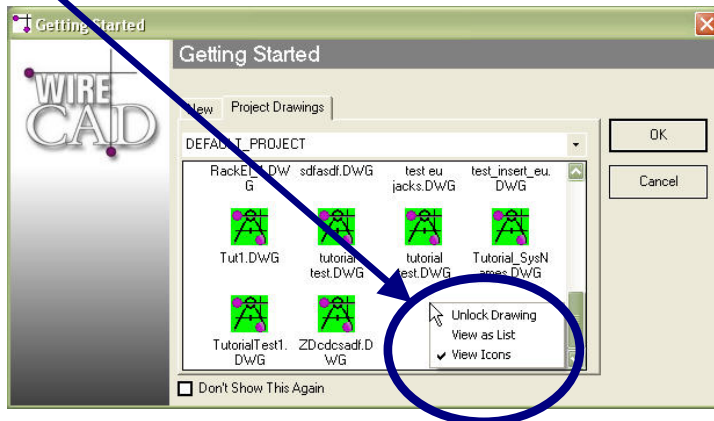 Getting Started
Getting Started
WIRE
CAD
New Project Drawings
DEFAULT_PROJECT
OK
Cancel
sdfasdf.DWG test eu test_insert_eu.
G jacks.DWG DWG
Tut1.DWG tutorial tutorial Tutorial_SysN
test.DWG test.DWG ames.DWG
Unlock Drawing
View as List
View Icons
TutorialTest1. ZDcdcsadf.D
DWG WG
Don't Show This Again